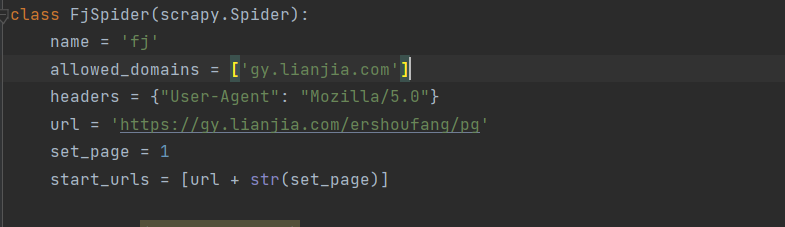 class FjSpider(scrapy.Spider):
name = 'fj'
allowed_domains = ['gy.lianjia.com']
headers = {"User-Agent": "Mozilla/5.0"}
url = 'https://gy.lianjia.com/ershoufang/pg'
set_page = 1
start_urls = [url + str(set_page)]